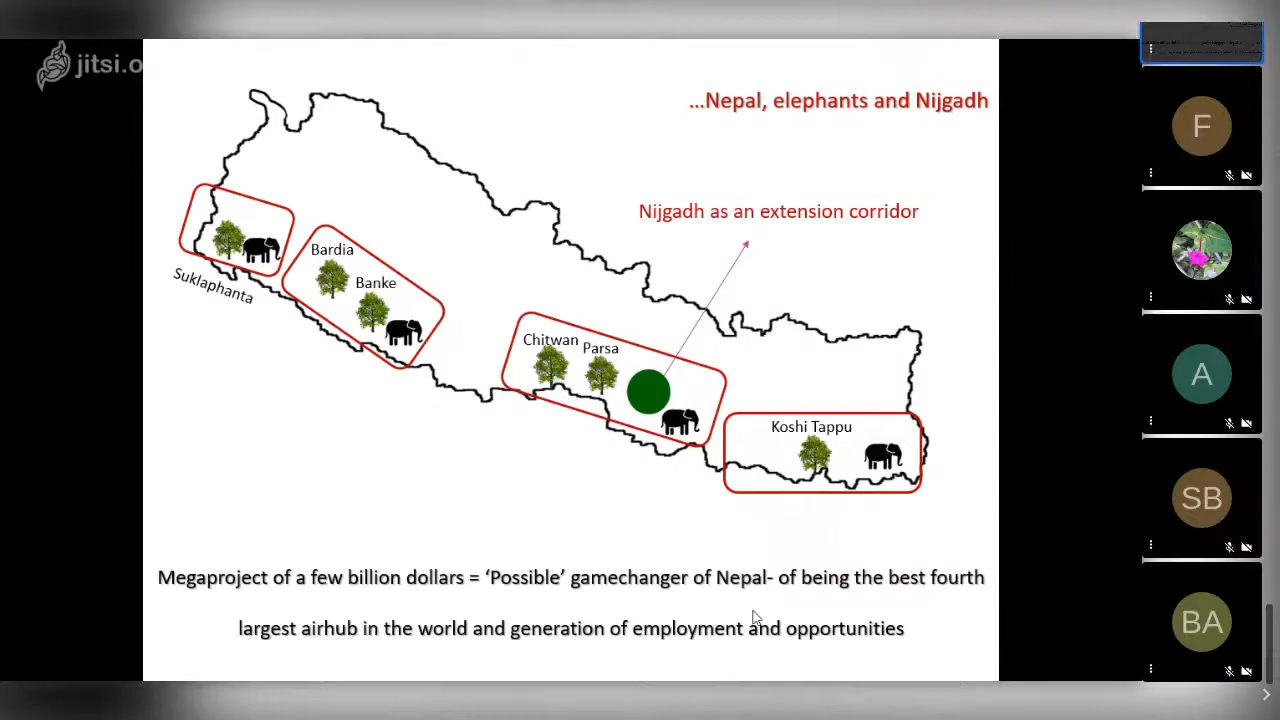 jitsi.o
...Nepal, elephants and Nijgadh
Nijgadh as an extension corridor
Bardia
Banke
Suklaphanta
Chitwan
Parsa
Koshi Tappu
Megaproject of a few billion dollars = ‘Possible’ gamechanger of Nepal- of being the best fourth
largest airhub in the world and generation of employment and opportunities
F
A
SB
BA